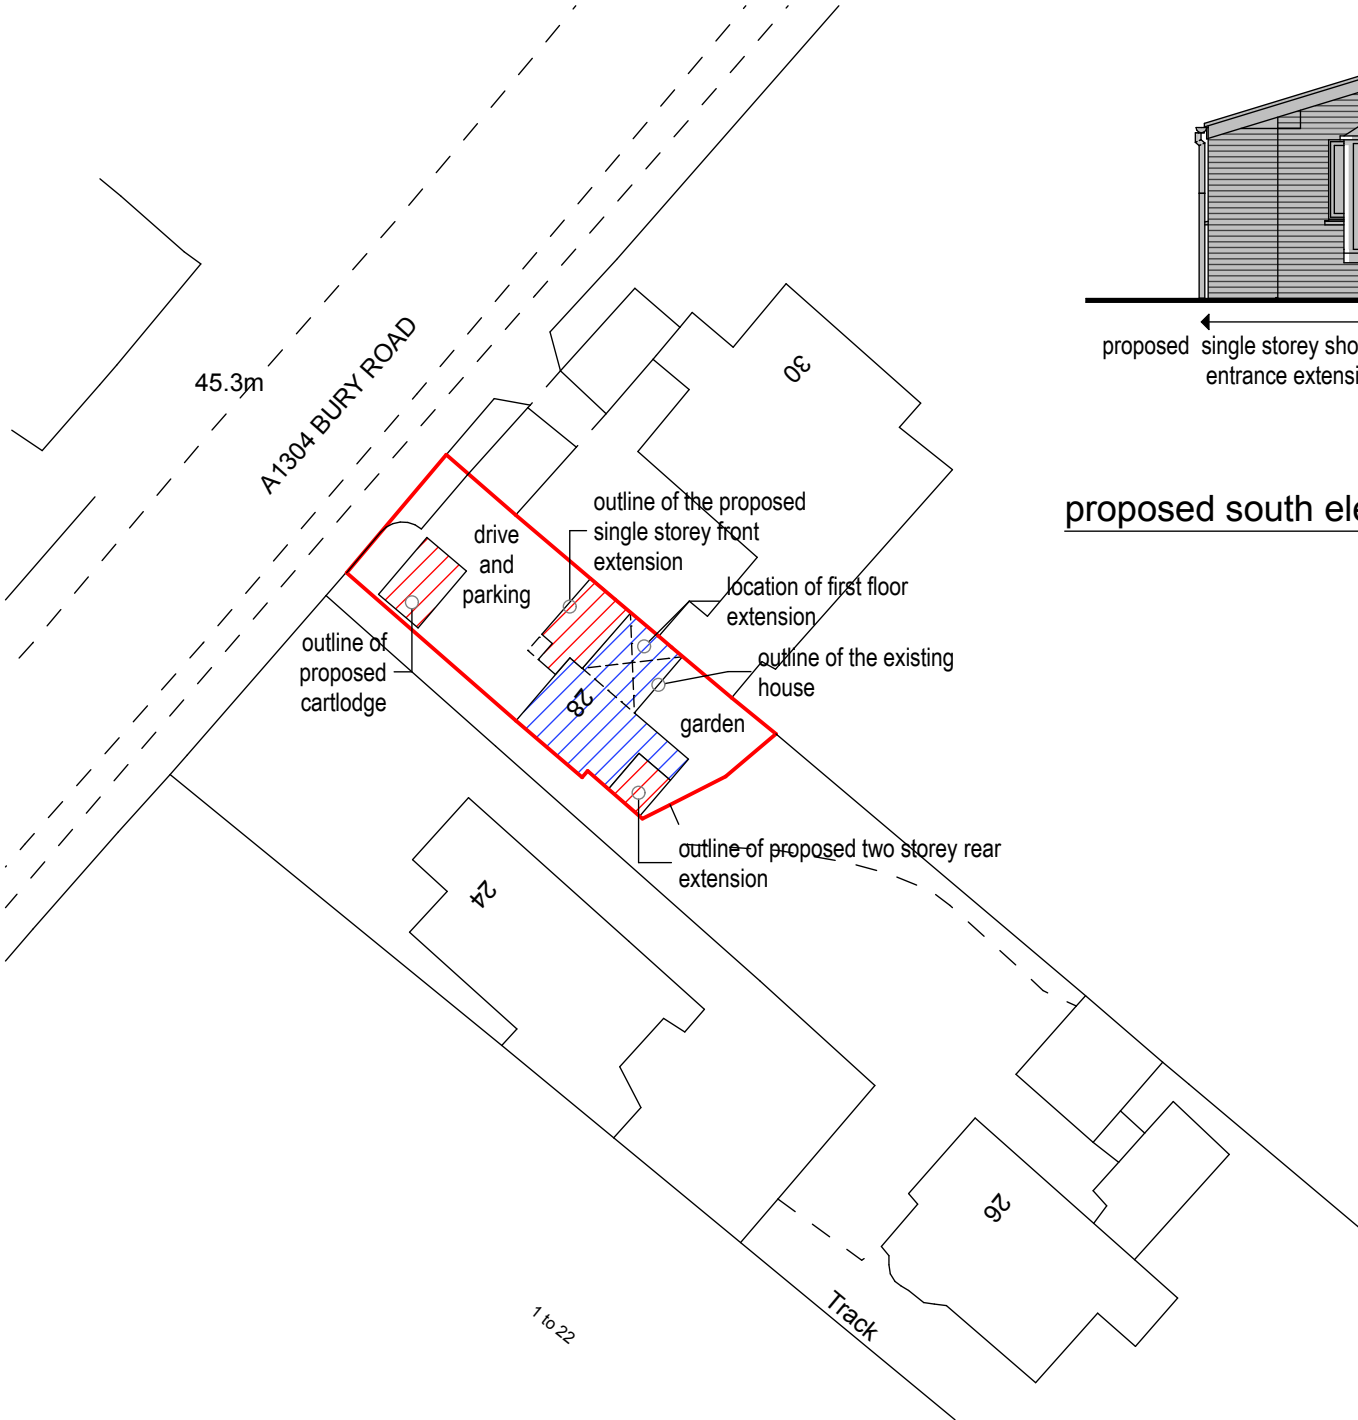 45.3m
A1304 BURY ROAD
30
proposed single storey sho
entrance extensi
proposed south ele
outline of the proposed
single storey front
extension
drive
and
parking
location of first floor
extension
outline of
proposed
cartlodge
outline of the existing
house
28
garden
outline of proposed two storey rear
extension
24
26
Track
1 to 22